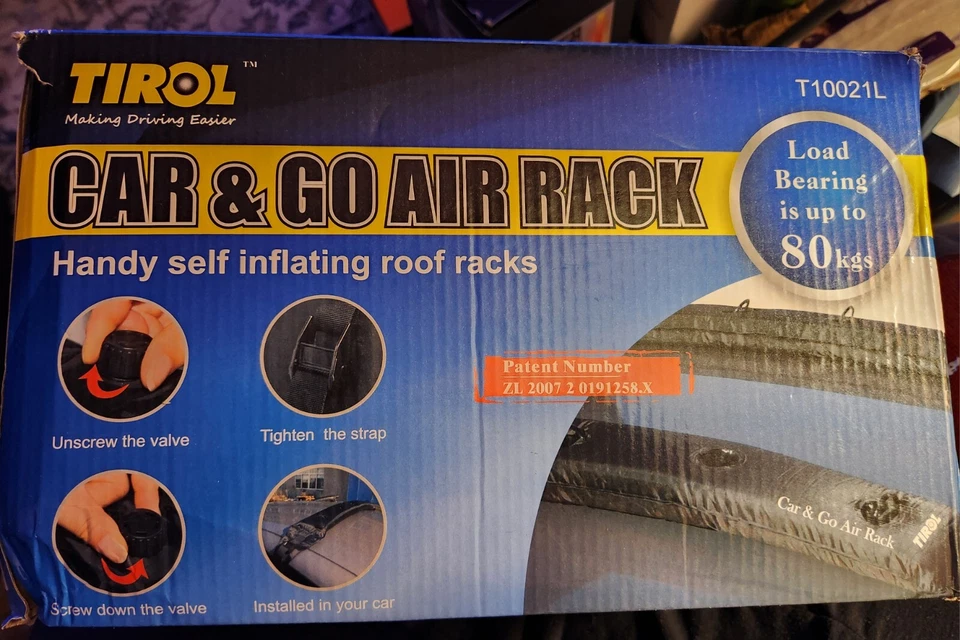 TIROL™
Making Driving Easier
T10021L
CAR & GO AIR RACK
Load
Bearing
is up to
80kgs
Handy self inflating roof racks
Unscrew the valve
Tighten the strap
Patent Number
ZL 2007 2 0191258.X
Screw down the valve
Installed in your car
Car & Go Air Rack
TIROL